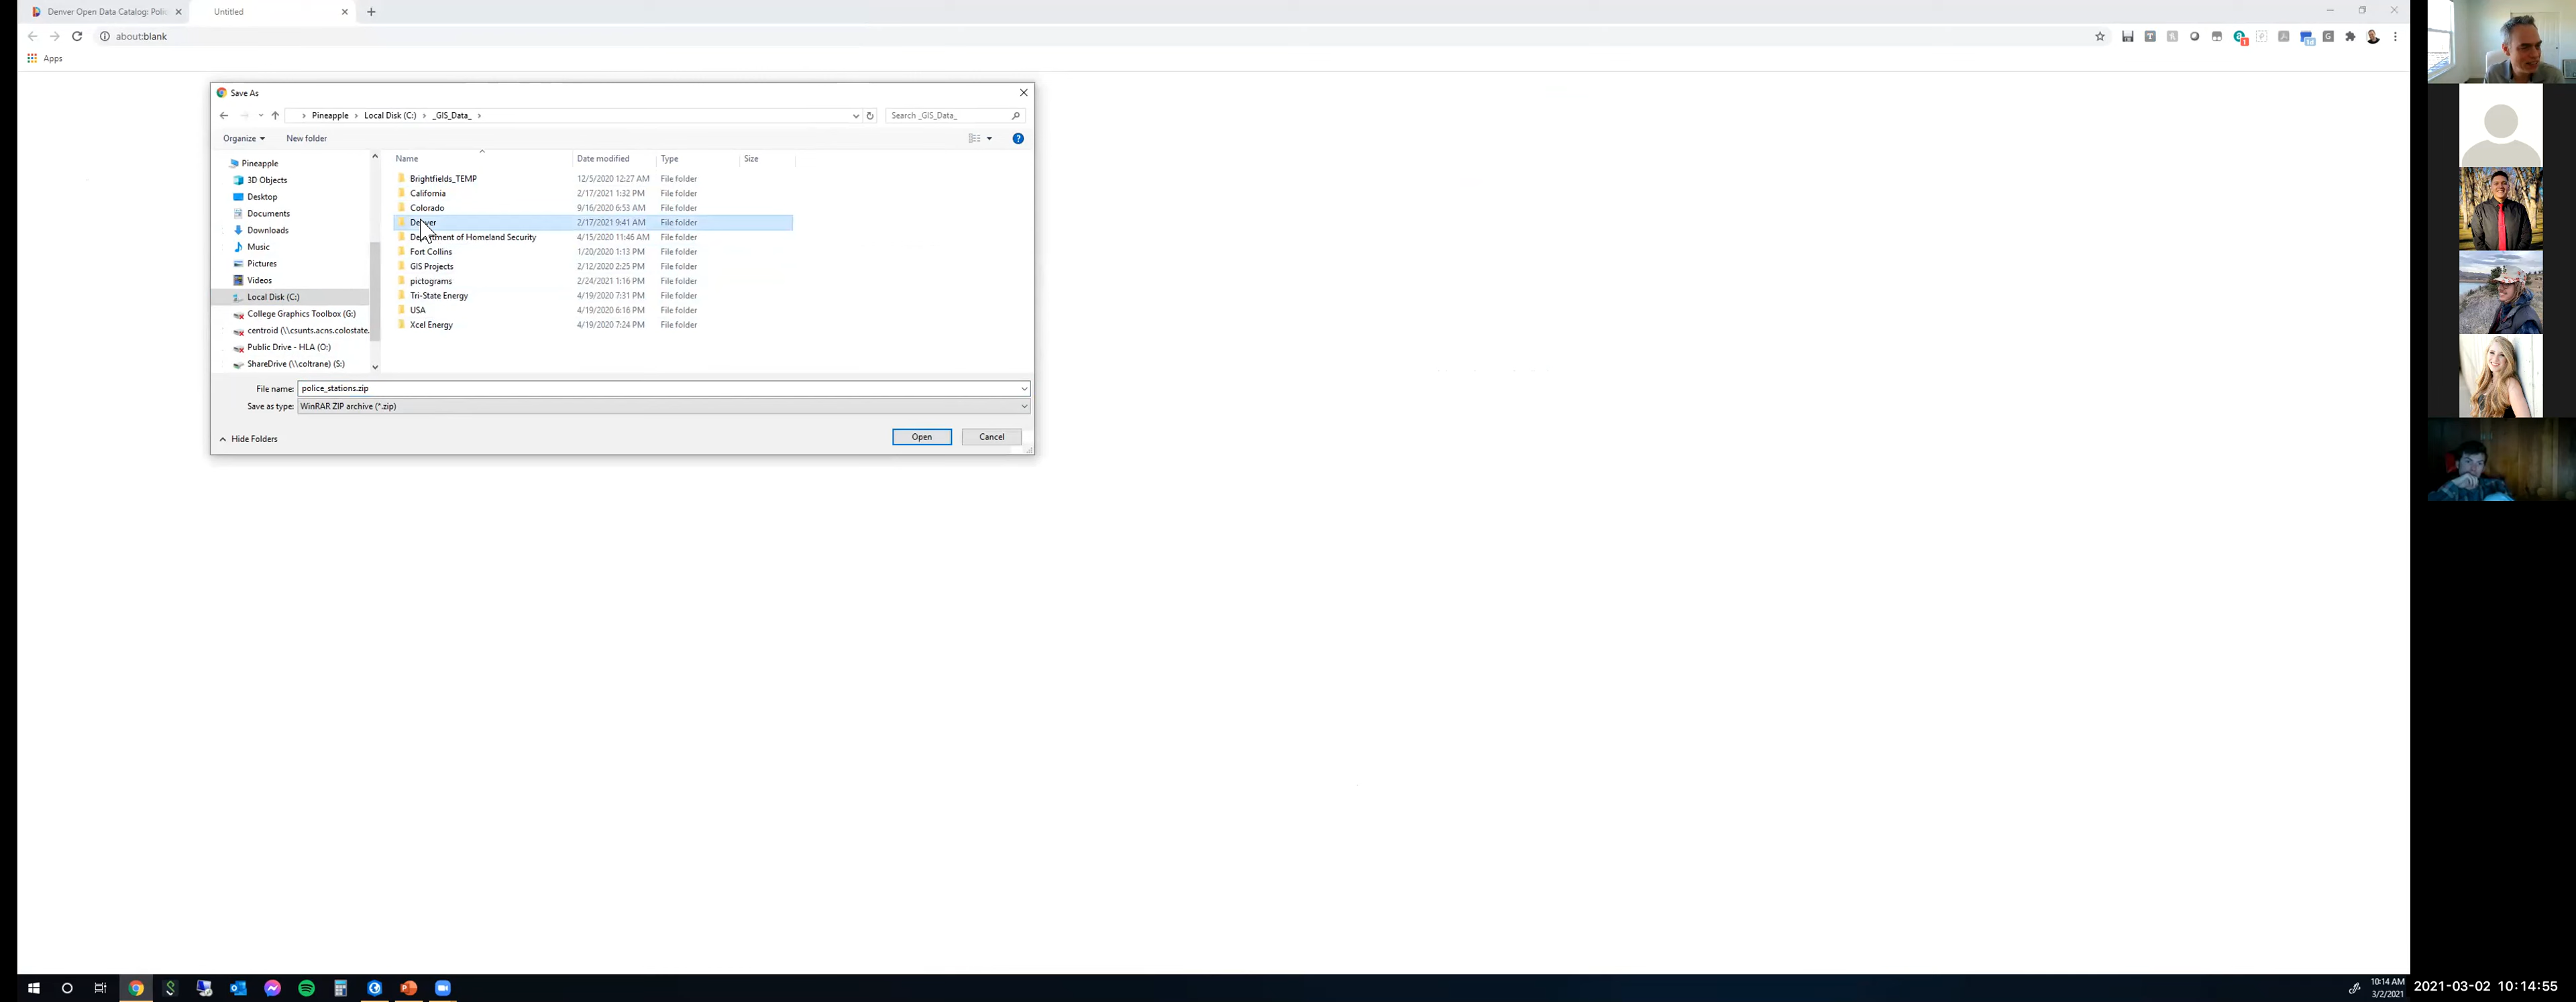 Denver Open Data Catalog: Polic
Untitled
about:blank
Apps
Save As
Pineapple
Local Disk (C:)
_GIS_Data_
Search _GIS_Data_
Organize
New folder
Name
Date modified
Type
Size
Pineapple
3D Objects
Desktop
Documents
Downloads
Music
Pictures
Videos
Local Disk (C:)
College Graphics Toolbox (G:)
centroid (\\csunts.acns.colostate.
Public Drive - HLA (O:)
ShareDrive (\\coltrane) (S:)
Brightfields_TEMP 12/5/2020 12:27 AM File folder
California 2/17/2021 1:32 PM File folder
Colorado 9/16/2020 6:53 AM File folder
Denver 2/17/2021 9:41 AM File folder
Department of Homeland Security 4/15/2020 11:46 AM File folder
Fort Collins 1/20/2020 1:13 PM File folder
GIS Projects 2/12/2020 2:25 PM File folder
pictograms 2/24/2021 1:16 PM File folder
Tri-State Energy 4/19/2020 7:31 PM File folder
USA 4/19/2020 6:16 PM File folder
Xcel Energy 4/19/2020 7:24 PM File folder
File name: police_stations.zip
Save as type: WinRAR ZIP archive (*.zip)
Hide Folders
Open
Cancel
10:14 AM
3/2/2021
2021-03-02 10:14:55